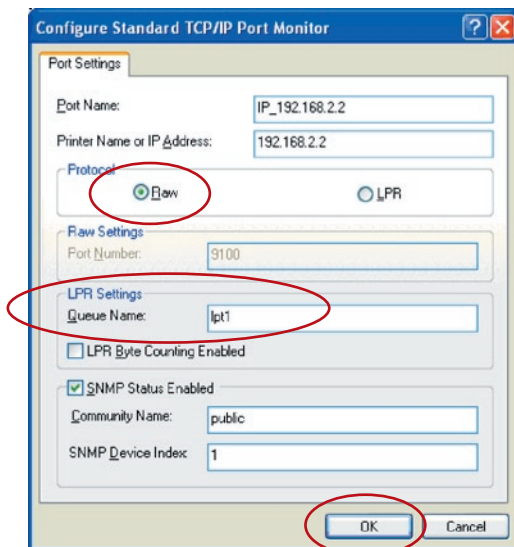 Configure Standard TCP/IP Port Monitor
Port Settings
Port Name: IP_192.168.2.2
Printer Name or IP Address: 192.168.2.2
Protocol
Raw LPR
Raw Settings
Port Number: 9100
LPR Settings
Queue Name: lpt1
LPR Byte Counting Enabled
SNMP Status Enabled
Community Name: public
SNMP Device Index: 1
OK Cancel